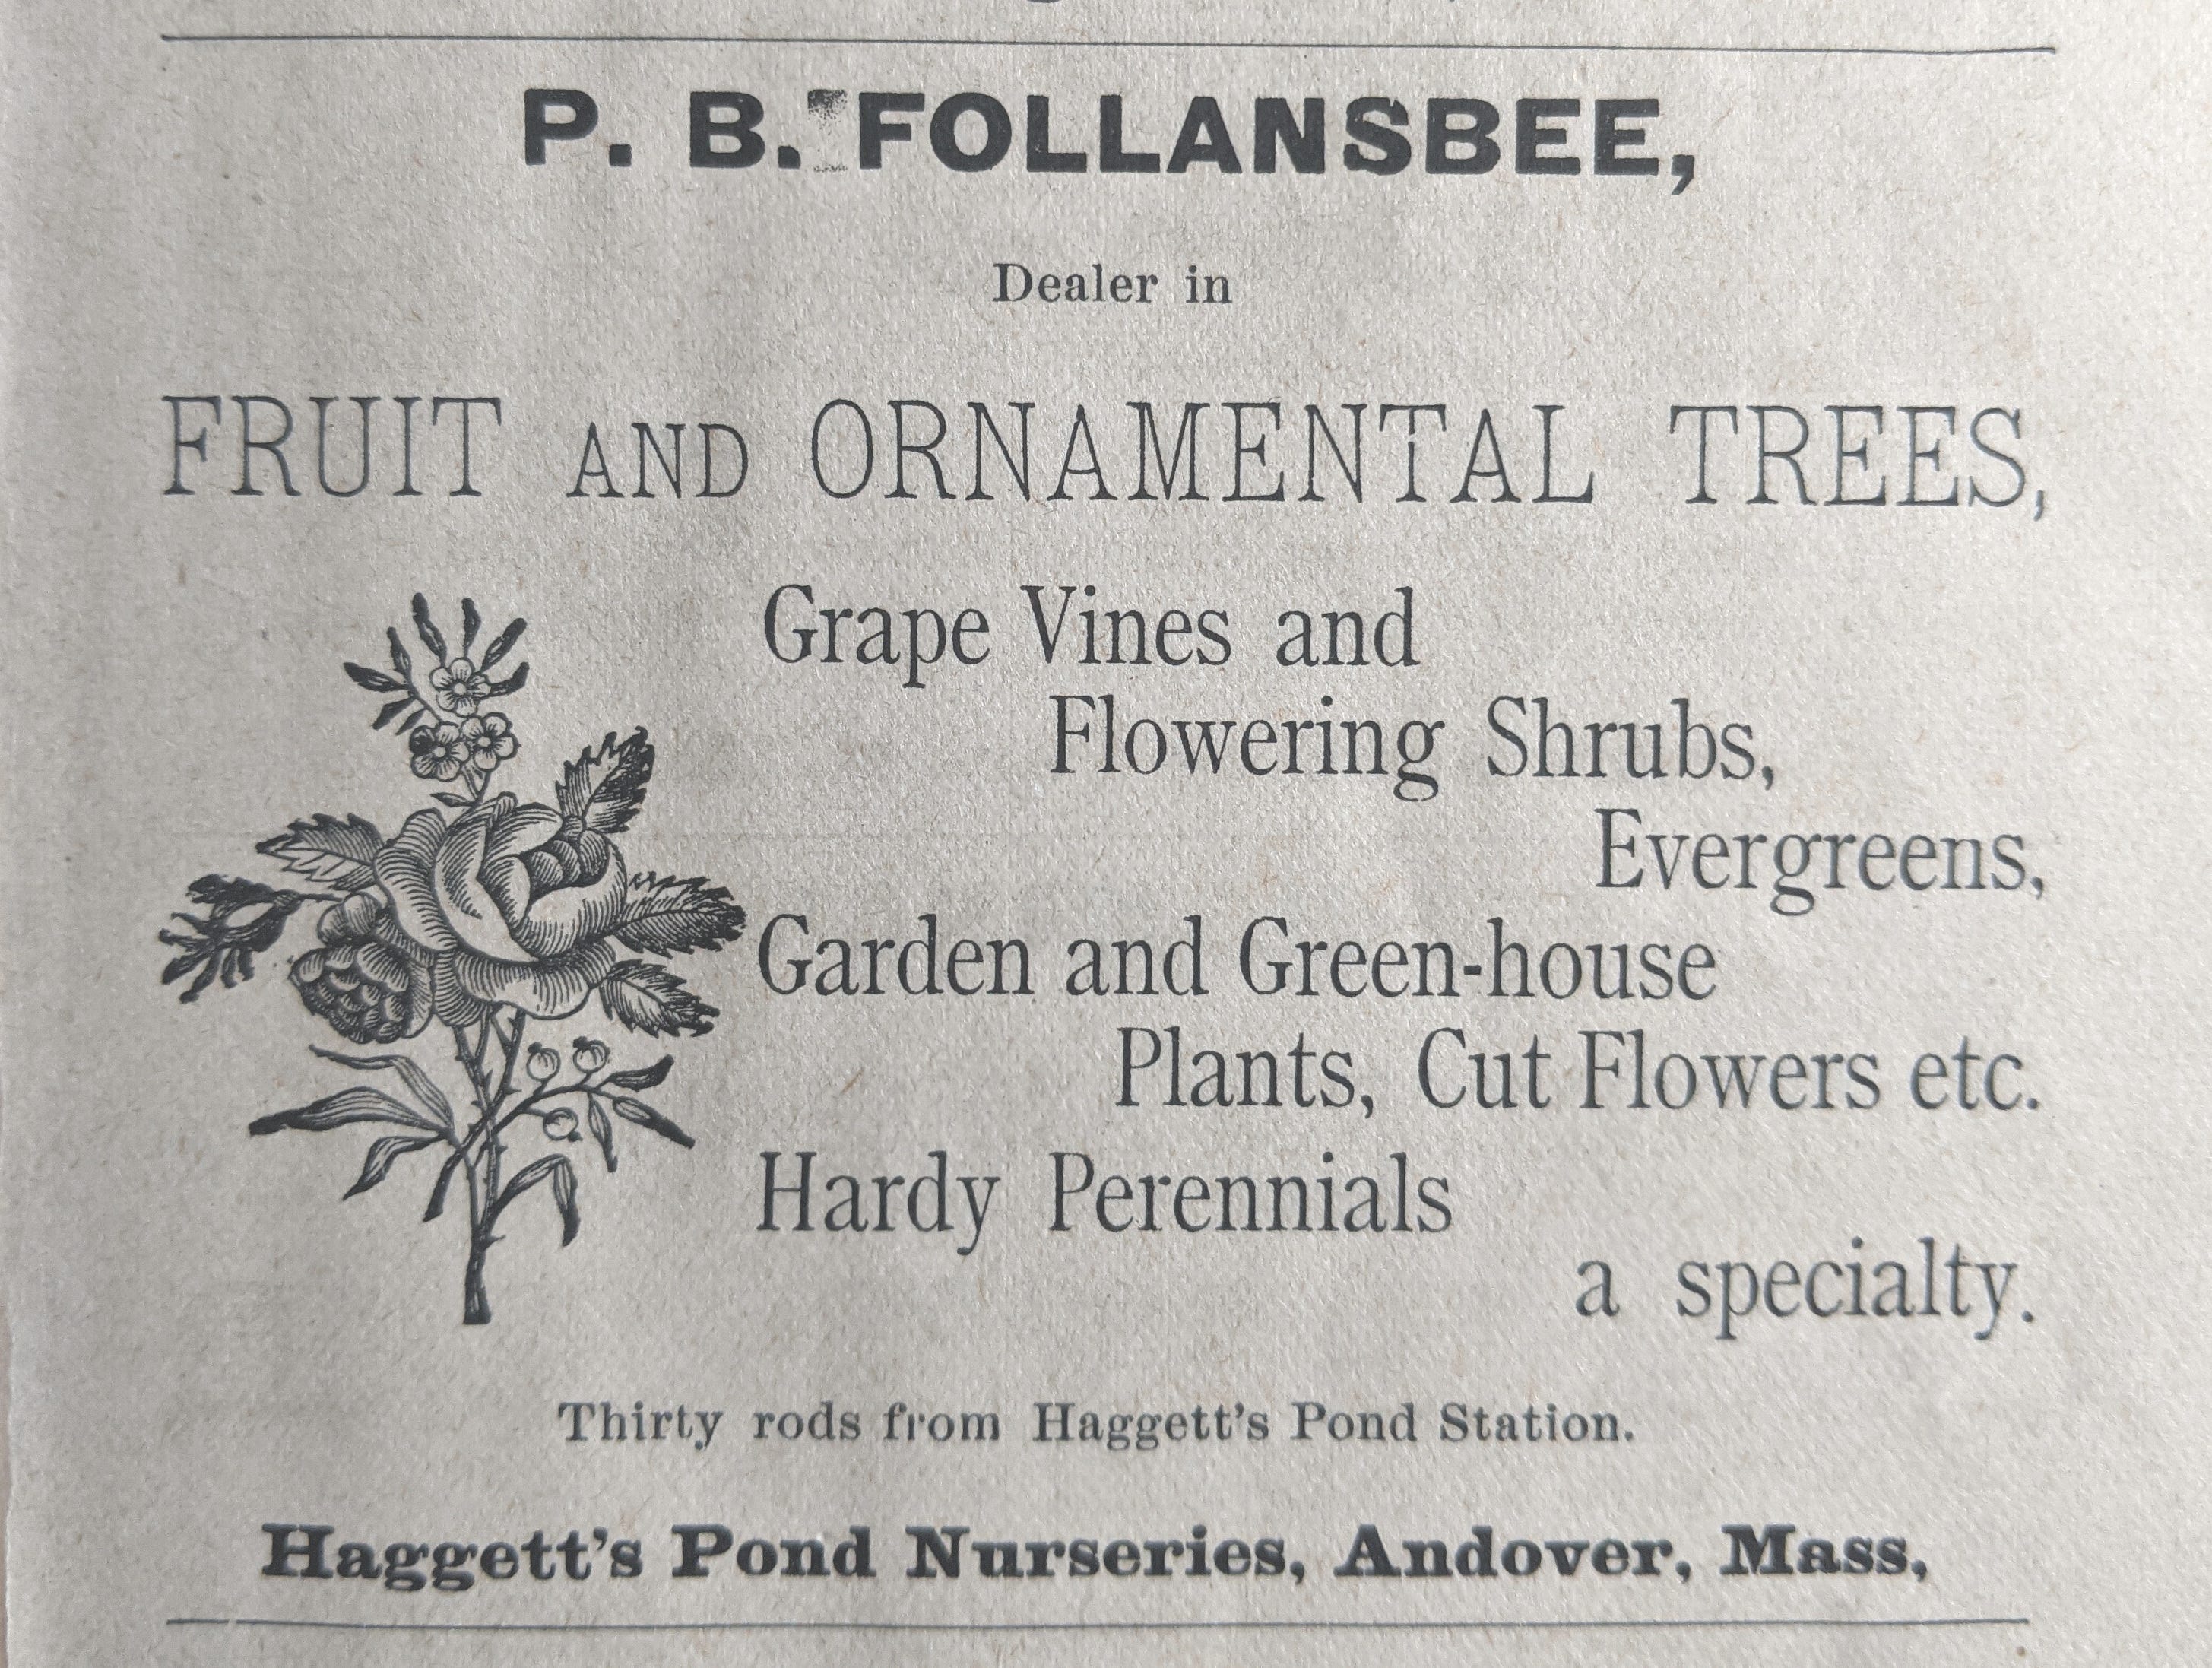 P. B. FOLLANSBEE,
Dealer in
FRUIT AND ORNAMENTAL TREES,
Grape Vines and
Flowering Shrubs,
Evergreens,
Garden and Green-house
Plants, Cut Flowers etc.
Hardy Perennials
a specialty.
Thirty rods from Haggett's Pond Station.
Haggett's Pond Nurseries, Andover, Mass,